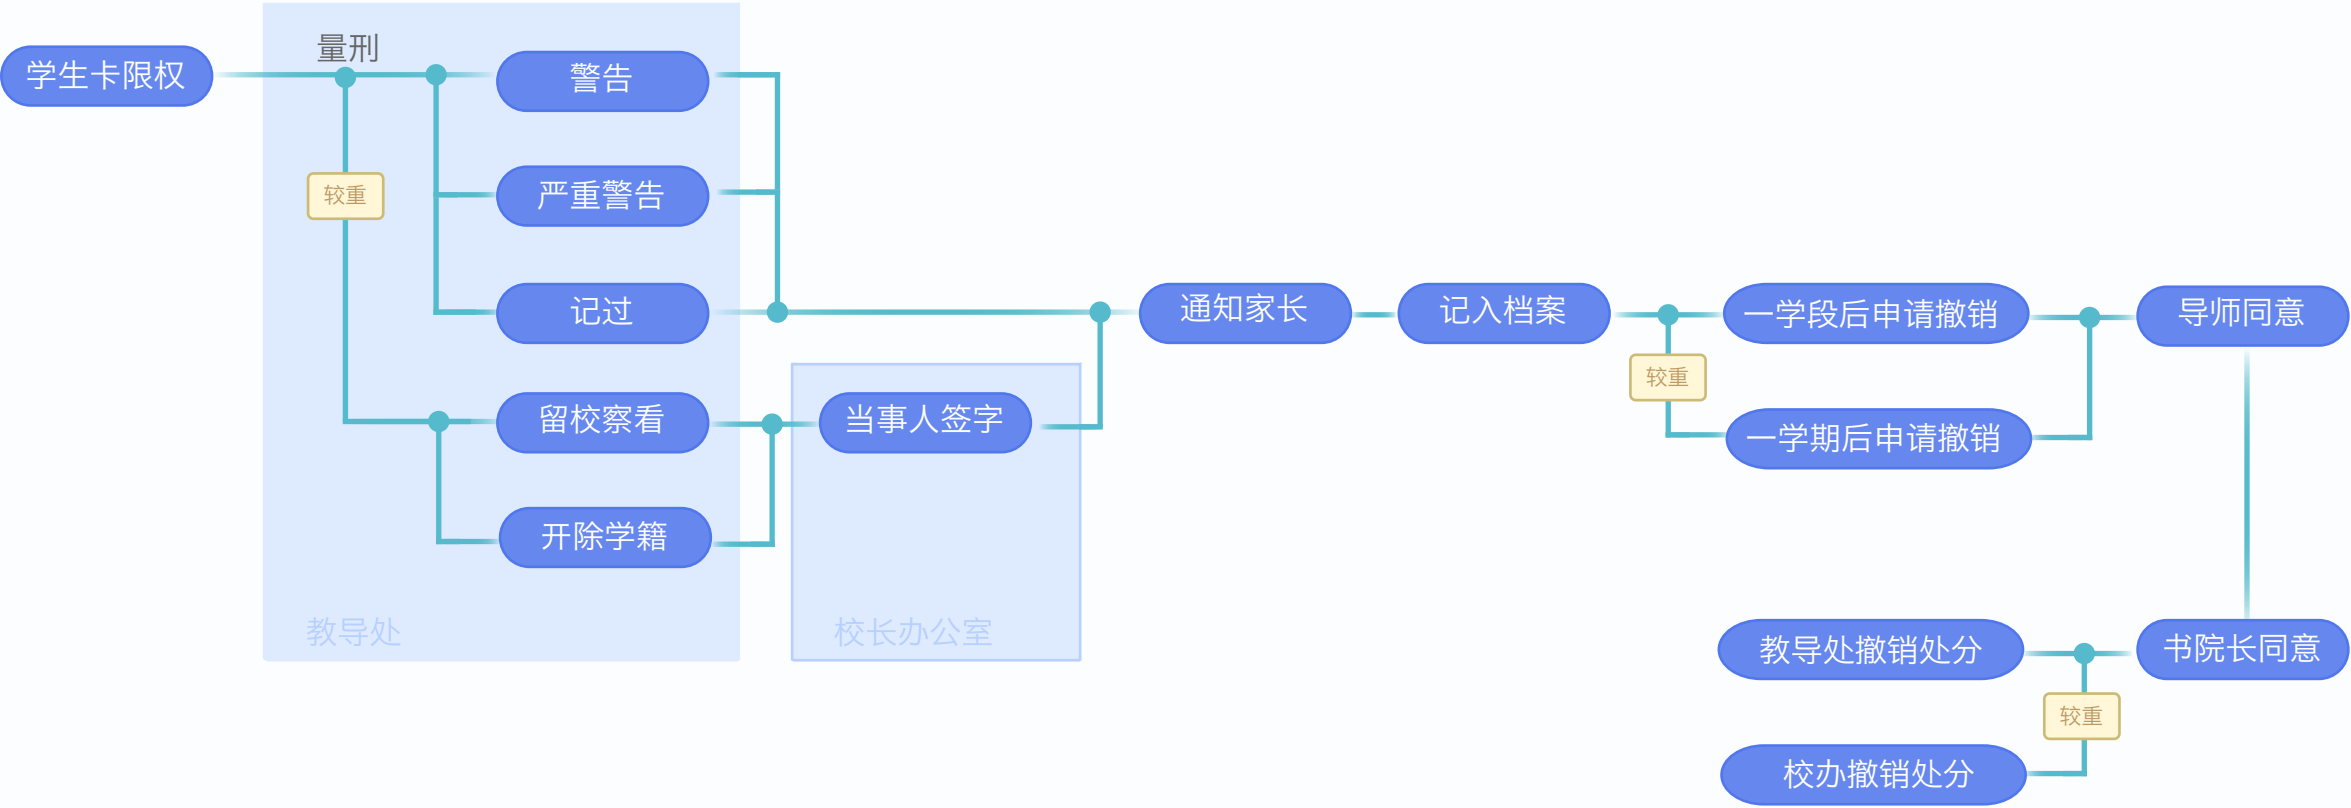 学生卡限权
量刑
警告
较重
严重警告
记过
留校察看
开除学籍
教导处
当事人签字
校长办公室
通知家长
记入档案
一学段后申请撤销
较重
一学期后申请撤销
导师同意
书院长同意
教导处撤销处分
较重
校办撤销处分